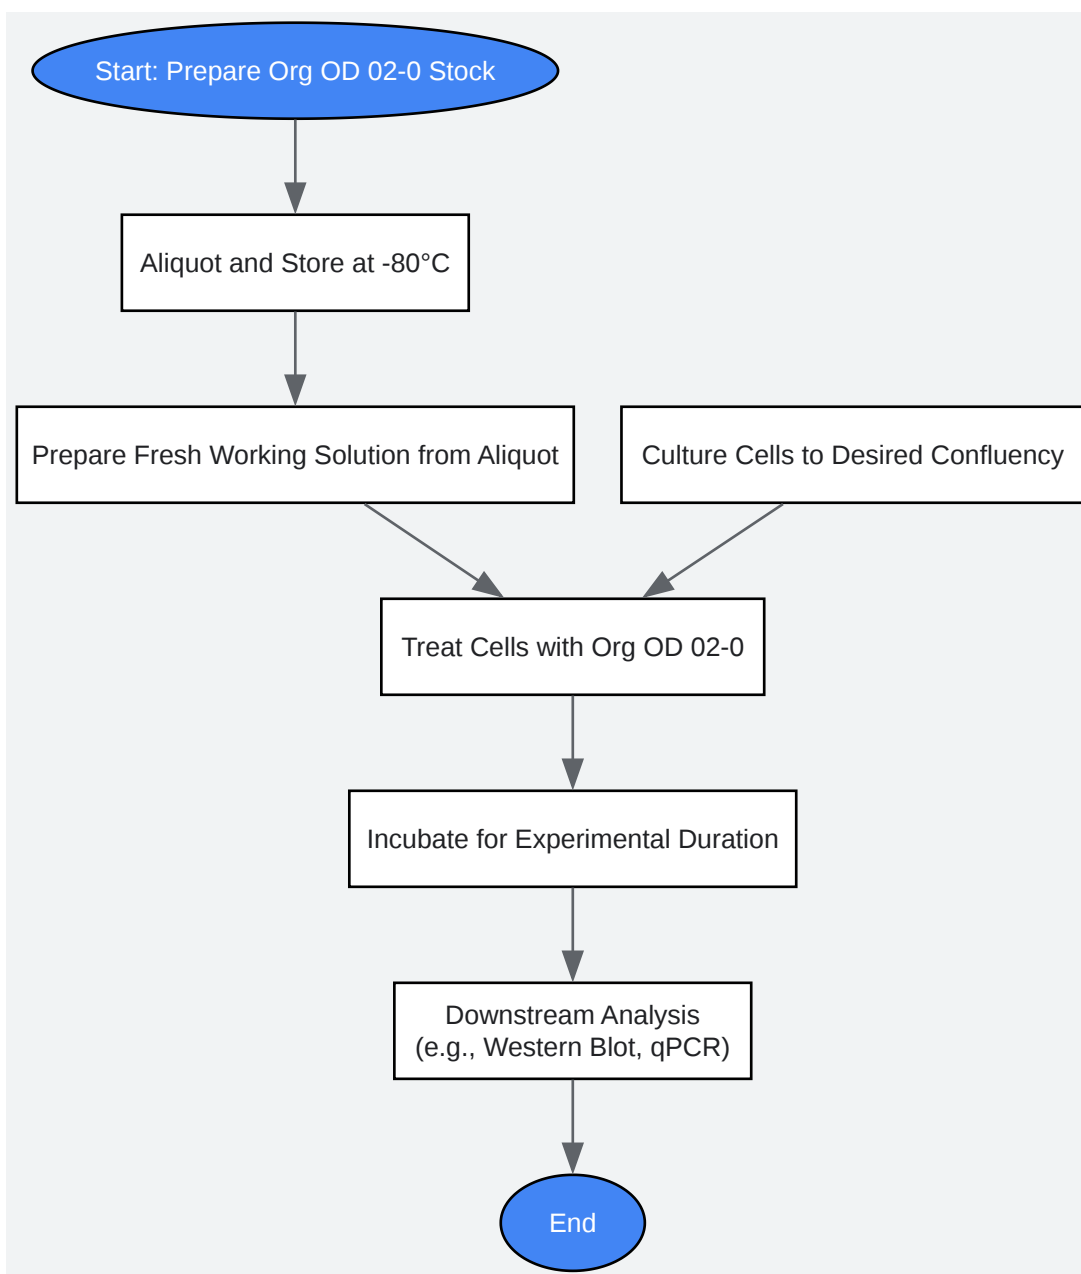 Start: Prepare Org OD 02-0 Stock
Aliquot and Store at -80°C
Prepare Fresh Working Solution from Aliquot
Culture Cells to Desired Confluency
Treat Cells with Org OD 02-0
Incubate for Experimental Duration
Downstream Analysis
(e.g., Western Blot, qPCR)
End